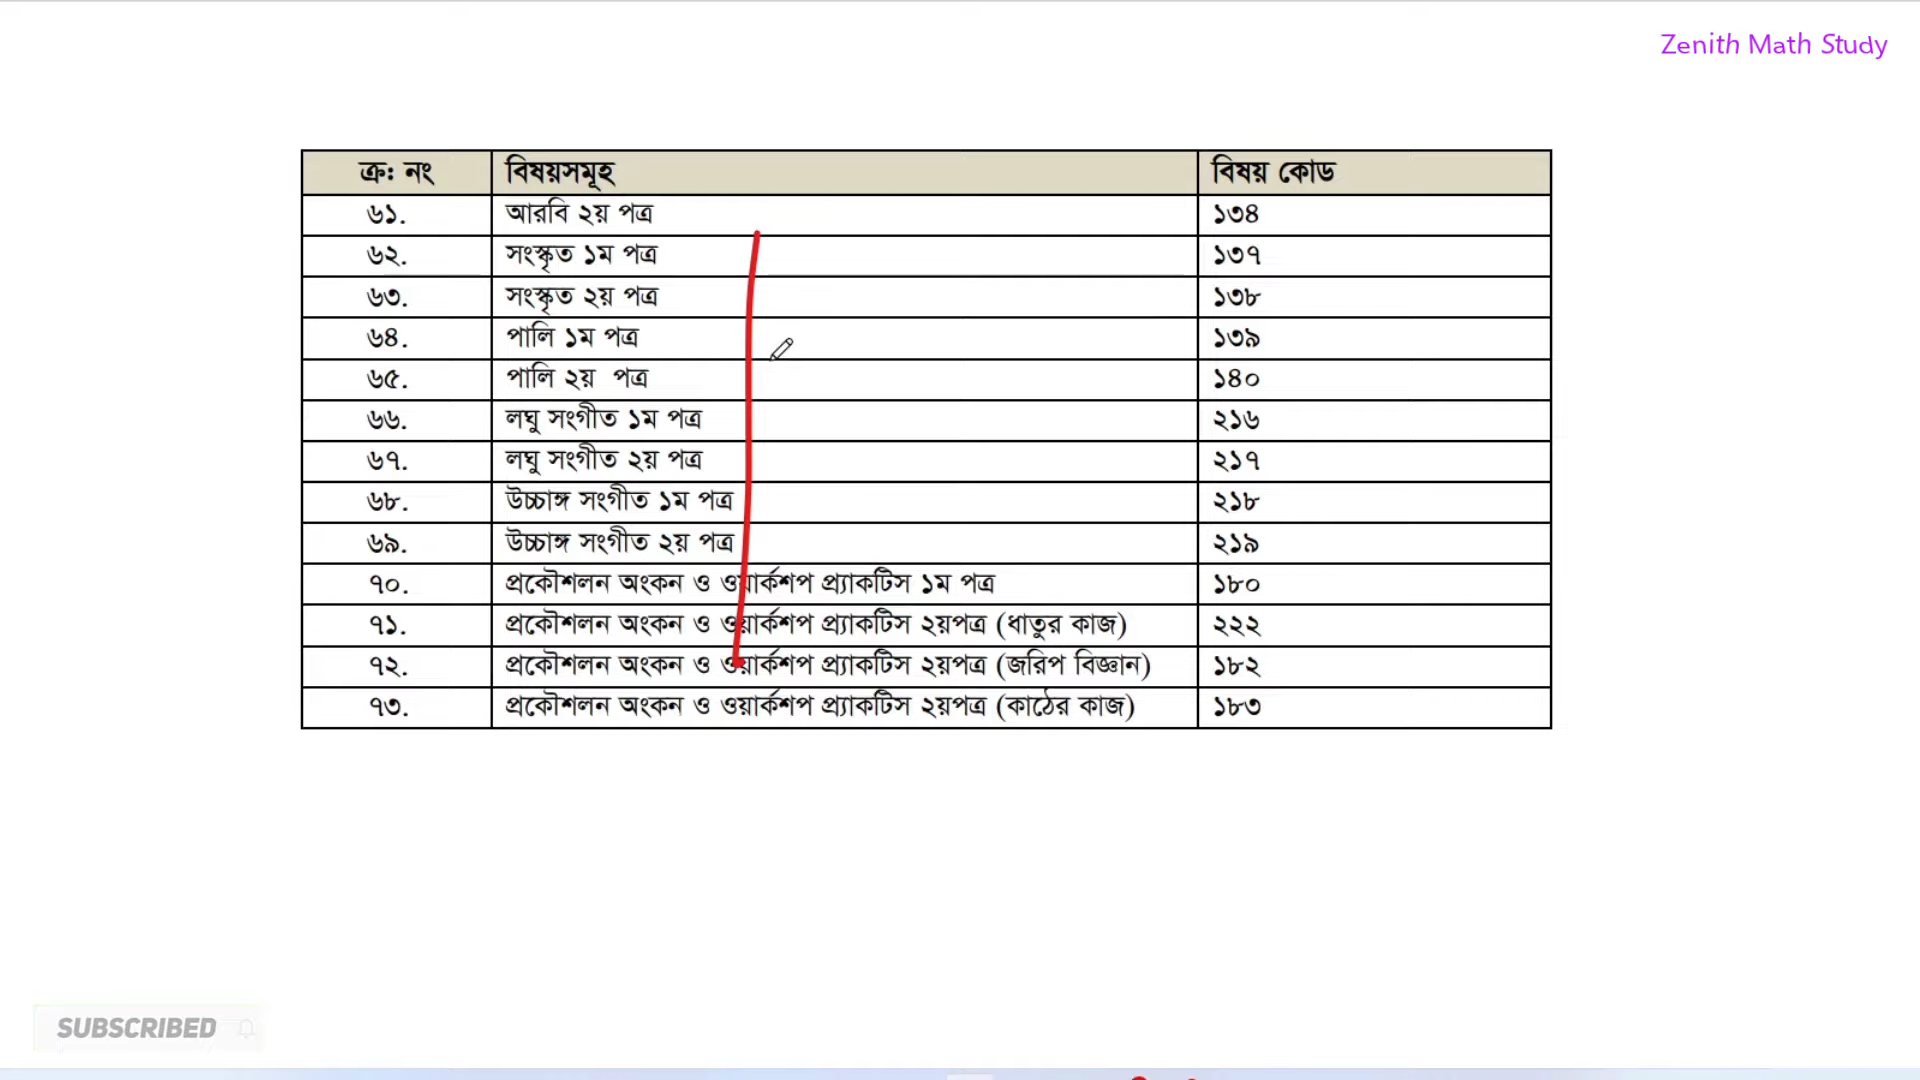 Zenith Math Study
ক্র: নং বিষয়সমূহ বিষয় কোড
৬১. আরবি ২য় পত্র ১৩৪
৬২. সংস্কৃত ১ম পত্র ১৩৭
৬৩. সংস্কৃত ২য় পত্র ১৩৮
৬৪. পালি ১ম পত্র ১৩৯
৬৫. পালি ২য় পত্র ১৪০
৬৬. লঘু সংগীত ১ম পত্র ২১৬
৬৭. লঘু সংগীত ২য় পত্র ২১৭
৬৮. উচ্চাঙ্গ সংগীত ১ম পত্র ২১৮
৬৯. উচ্চাঙ্গ সংগীত ২য় পত্র ২১৯
৭০. প্রকৌশলন অংকন ও ওয়ার্কশপ প্র্যাকটিস ১ম পত্র ১৮০
৭১. প্রকৌশলন অংকন ও ওয়ার্কশপ প্র্যাকটিস ২য়পত্র (ধাতুর কাজ) ২২২
৭২. প্রকৌশলন অংকন ও ওয়ার্কশপ প্র্যাকটিস ২য়পত্র (জরিপ বিজ্ঞান) ১৮২
৭৩. প্রকৌশলন অংকন ও ওয়ার্কশপ প্র্যাকটিস ২য়পত্র (কাঠের কাজ) ১৮৩
SUBSCRIBED